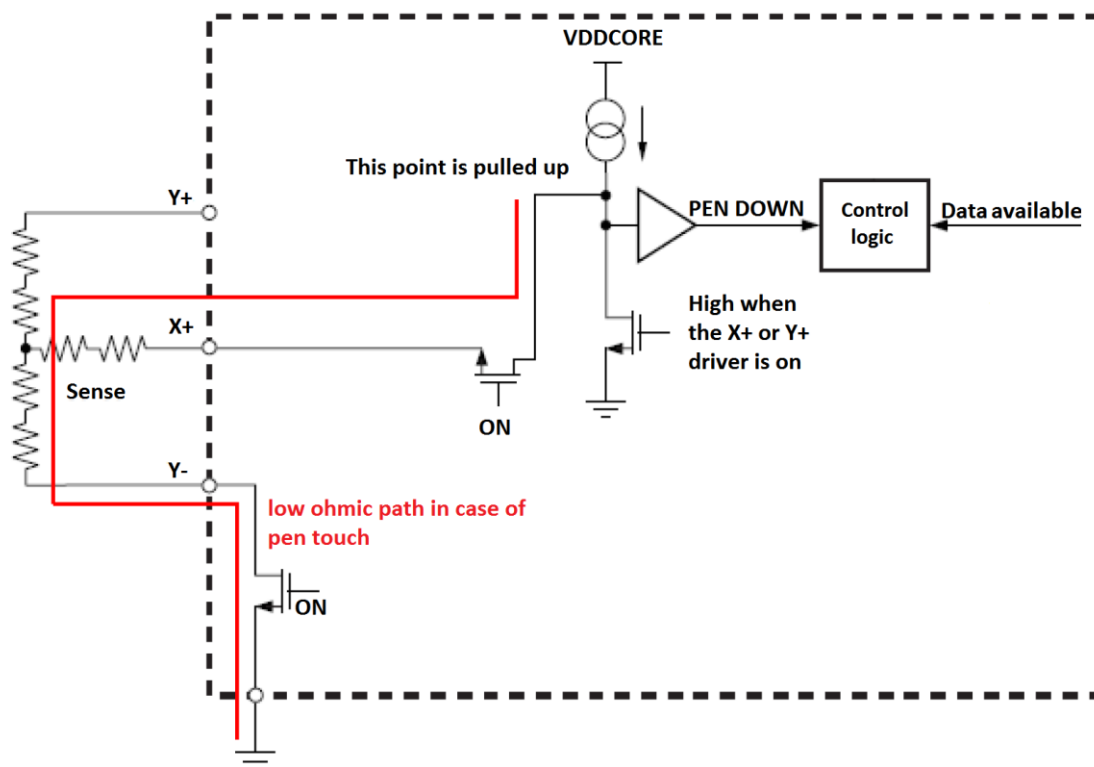 VDDCORE
This point is pulled up
Y+
PEN DOWN
Control
logic
Data available
X+
High when
the X+ or Y+
driver is on
Sense
ON
Y-
low ohmic path in case of
pen touch
ON